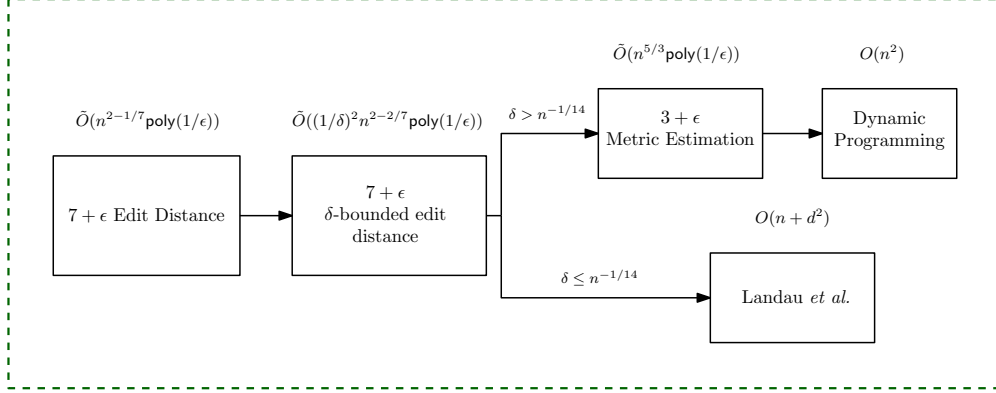 Õ(n^{5/3}poly(1/ϵ))
O(n^2)
Õ(n^{2−1/7}poly(1/ϵ))
Õ((1/δ)^2n^{2−2/7}poly(1/ϵ))
δ > n^{−1/14}
3 + ϵ
Metric Estimation
Dynamic
Programming
7 + ϵ Edit Distance
7 + ϵ
δ-bounded edit
distance
O(n + d^2)
δ ≤ n^{−1/14}
Landau et al.